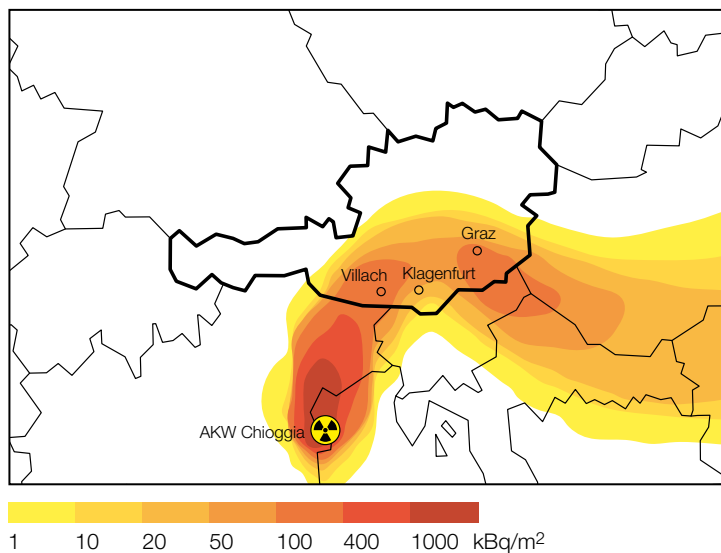 Graz
Villach
Klagenfurt
AKW Chioggia
1 10 20 50 100 400 1000 kBq/m²